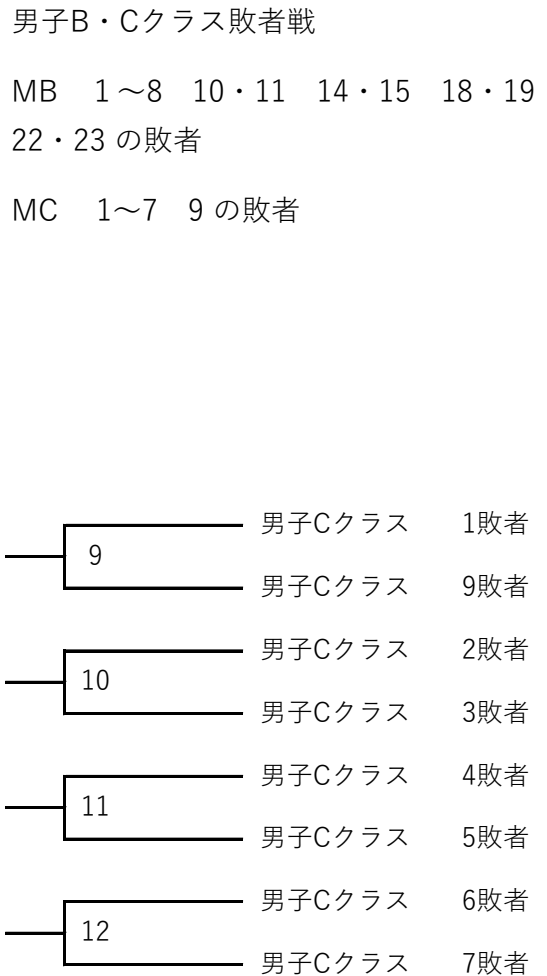 男子B・Cクラス敗者戦
MB　1～8　10・11　14・15　18・19
22・23 の敗者
MC　1～7　9 の敗者
男子Cクラス　1敗者
9
男子Cクラス　9敗者
男子Cクラス　2敗者
10
男子Cクラス　3敗者
男子Cクラス　4敗者
11
男子Cクラス　5敗者
男子Cクラス　6敗者
12
男子Cクラス　7敗者